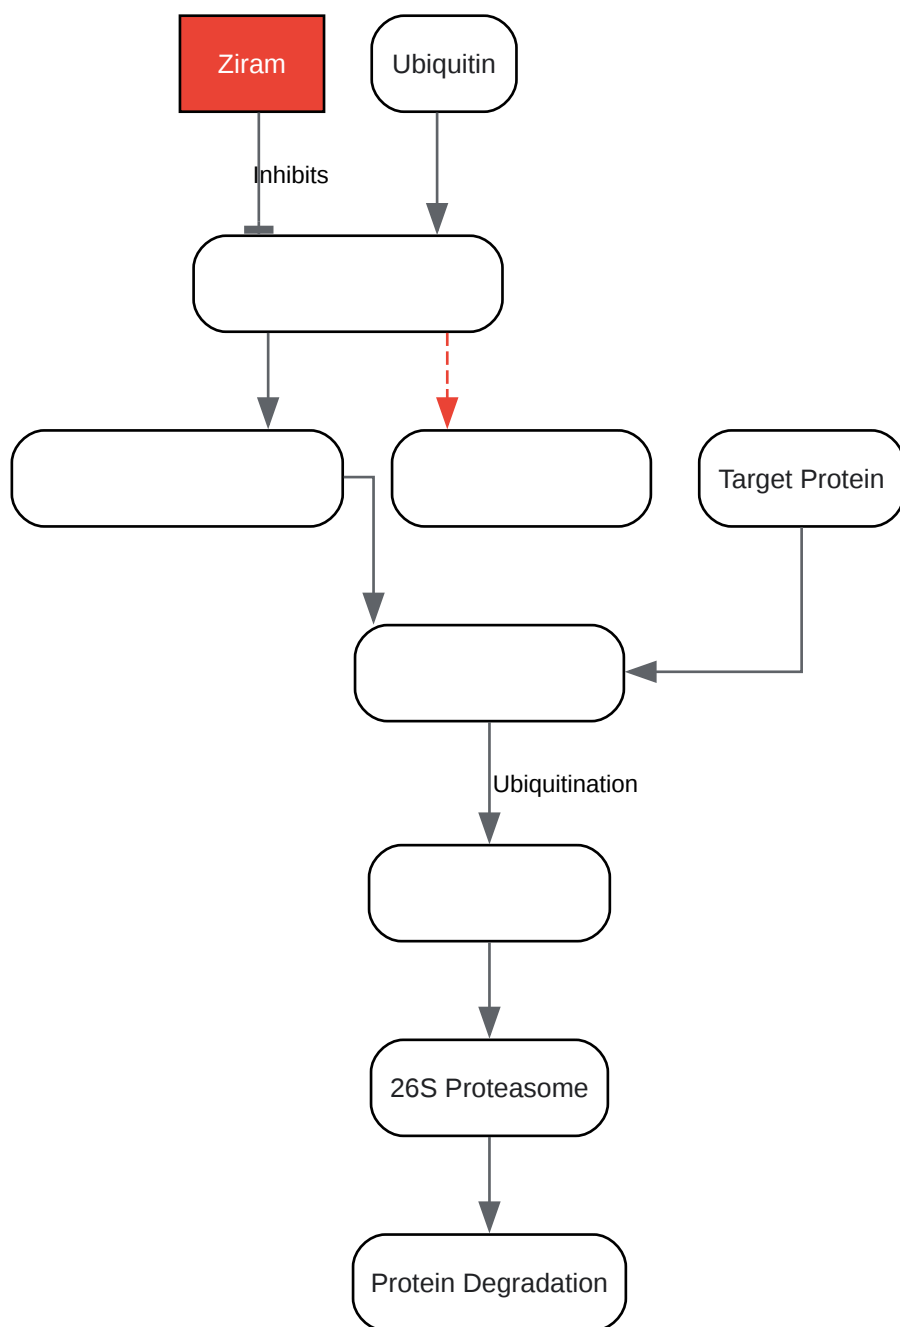 Ziram
Ubiquitin
Inhibits
Target Protein
Ubiquitination
26S Proteasome
Protein Degradation